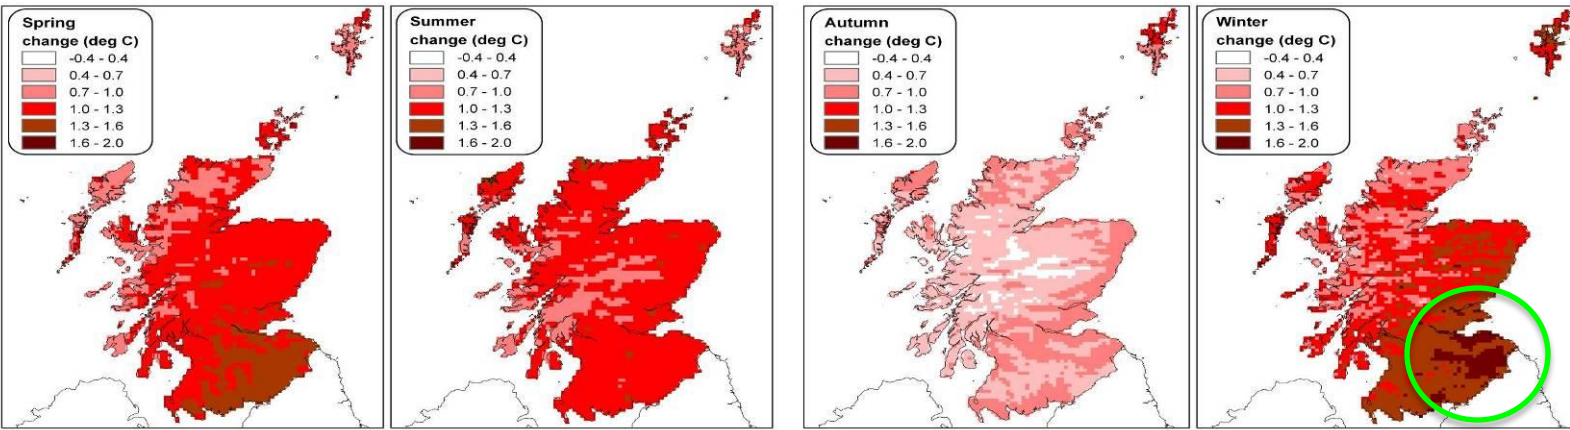 Spring
change (deg C)
-0.4 - 0.4
0.4 - 0.7
0.7 - 1.0
1.0 - 1.3
1.3 - 1.6
1.6 - 2.0
Summer
change (deg C)
-0.4 - 0.4
0.4 - 0.7
0.7 - 1.0
1.0 - 1.3
1.3 - 1.6
1.6 - 2.0
Autumn
change (deg C)
-0.4 - 0.4
0.4 - 0.7
0.7 - 1.0
1.0 - 1.3
1.3 - 1.6
1.6 - 2.0
Winter
change (deg C)
-0.4 - 0.4
0.4 - 0.7
0.7 - 1.0
1.0 - 1.3
1.3 - 1.6
1.6 - 2.0